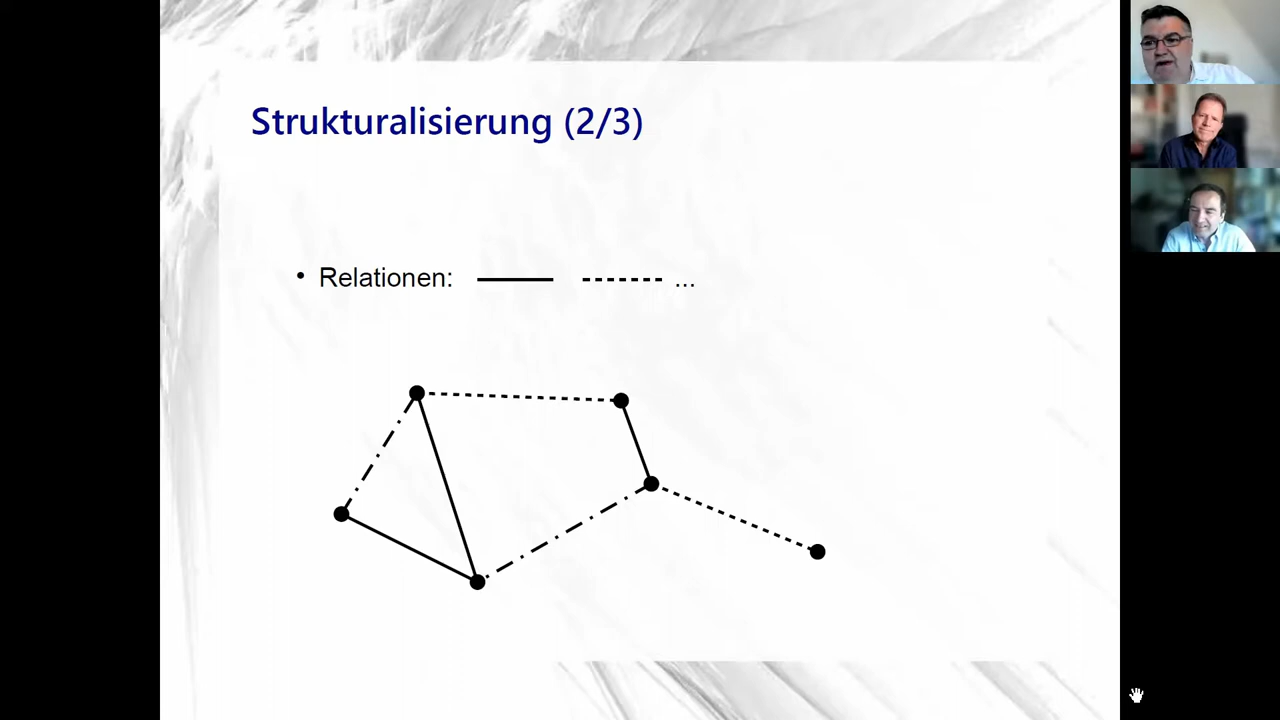 Strukturalisierung (2/3)
• Relationen: ...